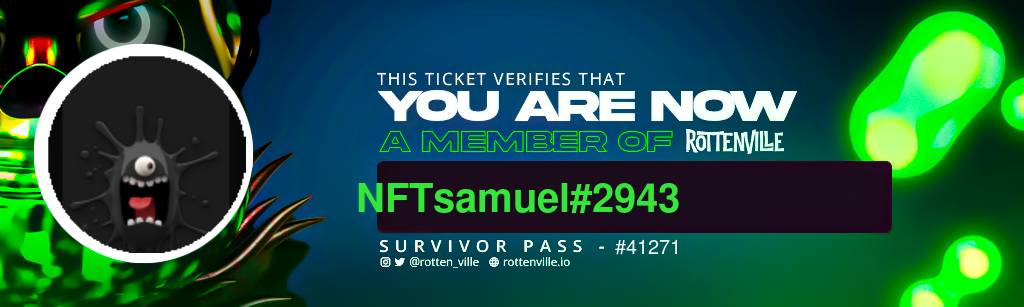 THIS TICKET VERIFIES THAT
YOU ARE NOW
A MEMBER OF ROTTENVILLE
NFTsamuel#2943
SURVIVOR PASS - #41271
@rotten_ville rottenville.io